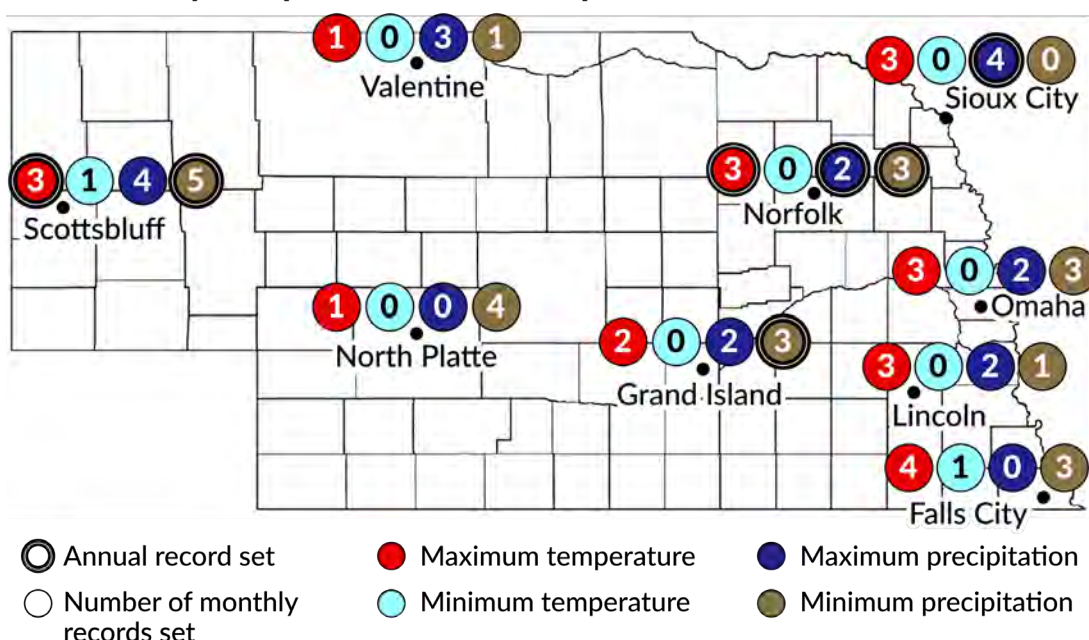 1 0 3 1
Valentine
3 0 4 0
Sioux City
3 1 4 5
Scottsbluff
3 0 2 3
Norfolk
3 0 2 3
Omaha
1 0 0 4
North Platte
2 0 2 3
Grand Island
3 0 2 1
Lincoln
4 1 0 3
Falls City
Annual record set
Maximum temperature
Maximum precipitation
Number of monthly
records set
Minimum temperature
Minimum precipitation